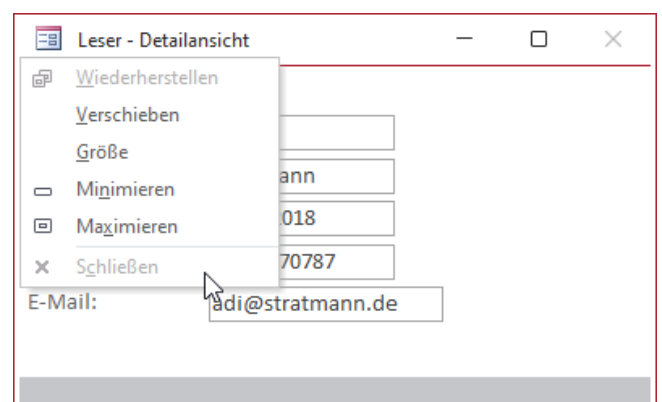 Leser - Detailansicht
Wiederherstellen
Verschieben
Größe
Minimieren
Maximieren
Schließen
ann
018
70787
E-Mail: adi@stratmann.de